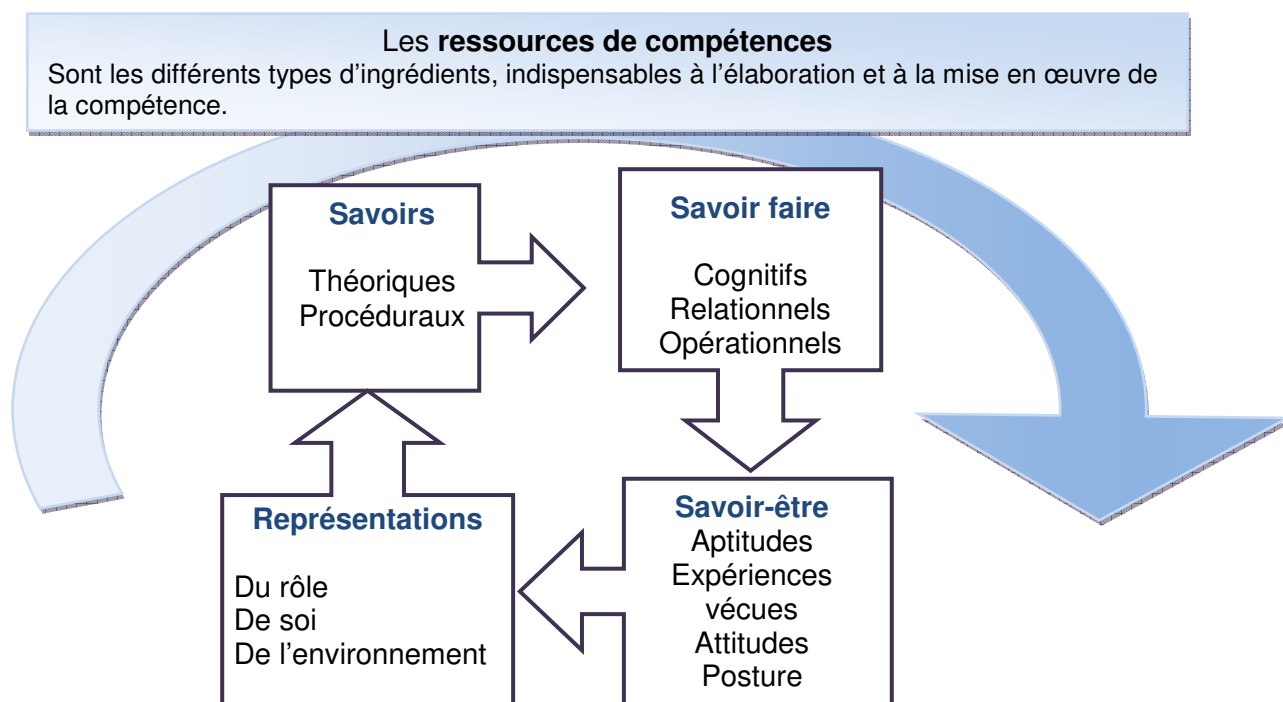 Les ressources de compétences
Sont les différents types d’ingrédients, indispensables à l’élaboration et à la mise en œuvre de
la compétence.
Savoirs
Théoriques
Procéduraux
Savoir faire
Cognitifs
Relationnels
Opérationnels
Représentations
Du rôle
De soi
De l’environnement
Savoir-être
Aptitudes
Expériences
vécues
Attitudes
Posture